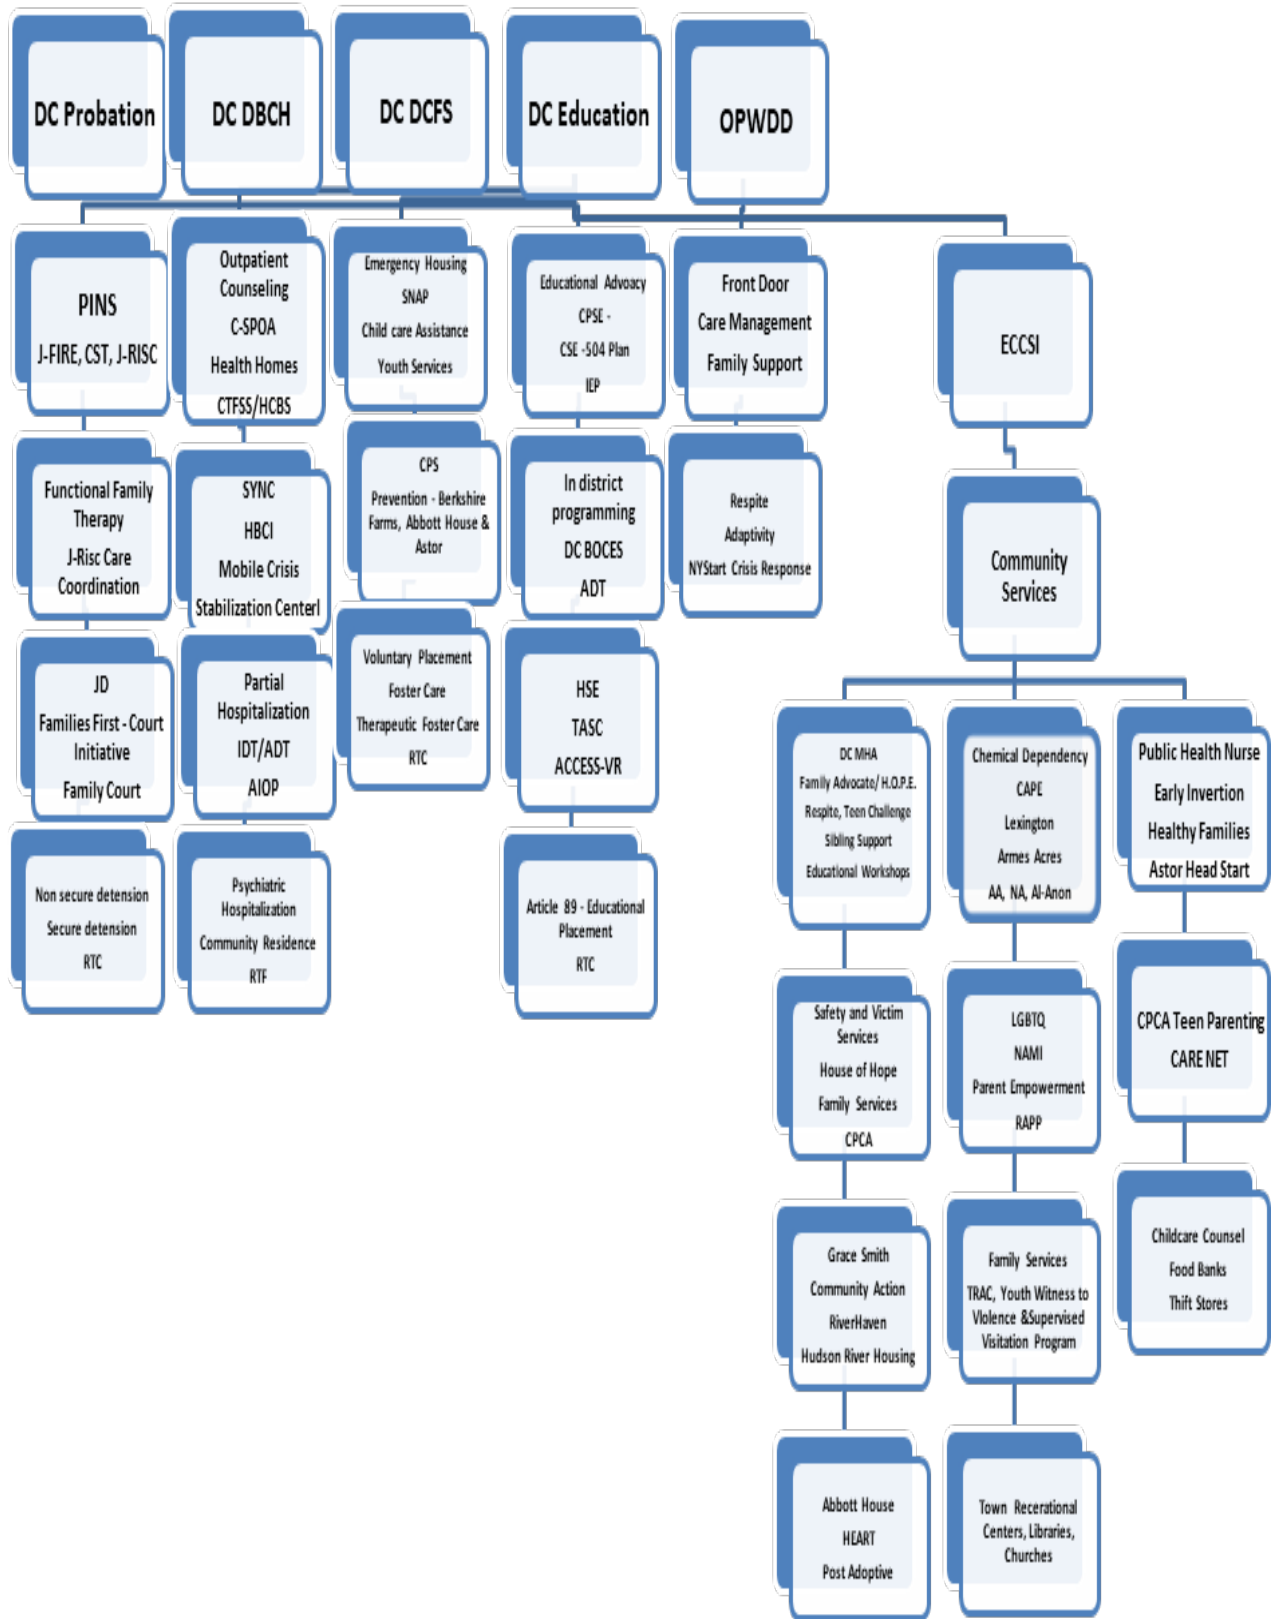 DC Probation
DC DBCH
DC DCFS
DC Education
OPWDD
PINS
J-FIRE, CST, J-RISC
Outpatient
Counseling
C-SPOA
Health Homes
CTFSS/HCBS
Emergency Housing
SNAP
Child care Assistance
Youth Services
Educational Advoacy
CPSE -
CSE -504 Plan
IEP
Front Door
Care Management
Family Support
ECCSI
Functional Family
Therapy
J-Risc Care
Coordination
SYNC
HBCI
Mobile Crisis
Stabilization Centerl
CPS
Prevention - Berkshire
Farms, Abbott House &
Astor
In district
programming
DC BOCES
ADT
Respite
Adaptivity
NYStart Crisis Response
Community
Services
JD
Families First - Court
Initiative
Family Court
Partial
Hospitalization
IDT/ADT
AIOP
Voluntary Placement
Foster Care
Therapeutic Foster Care
RTC
HSE
TASC
ACCESS-VR
DC MHA
Family Advocate/ H.O.P.E.
Respite, Teen Challenge
Sibling Support
Educational Workshops
Chemical Dependency
CAPE
Lexington
Armes Acres
AA, NA, Al-Anon
Public Health Nurse
Early Invertion
Healthy Families
Astor Head Start
Non secure detension
Secure detension
RTC
Psychiatric
Hospitalization
Community Residence
RTF
Article 89 - Educational
Placement
RTC
Safety and Victim
Services
House of Hope
Family Services
CPCA
LGBTQ
NAMI
Parent Empowerment
RAPP
CPCA Teen Parenting
CARE NET
Grace Smith
Community Action
RiverHaven
Hudson River Housing
Family Services
TRAC, Youth Witness to
VIolence &Supervised
Visitation Program
Childcare Counsel
Food Banks
Thift Stores
Abbott House
HEART
Post Adoptive
Town Recerational
Centers, Libraries,
Churches